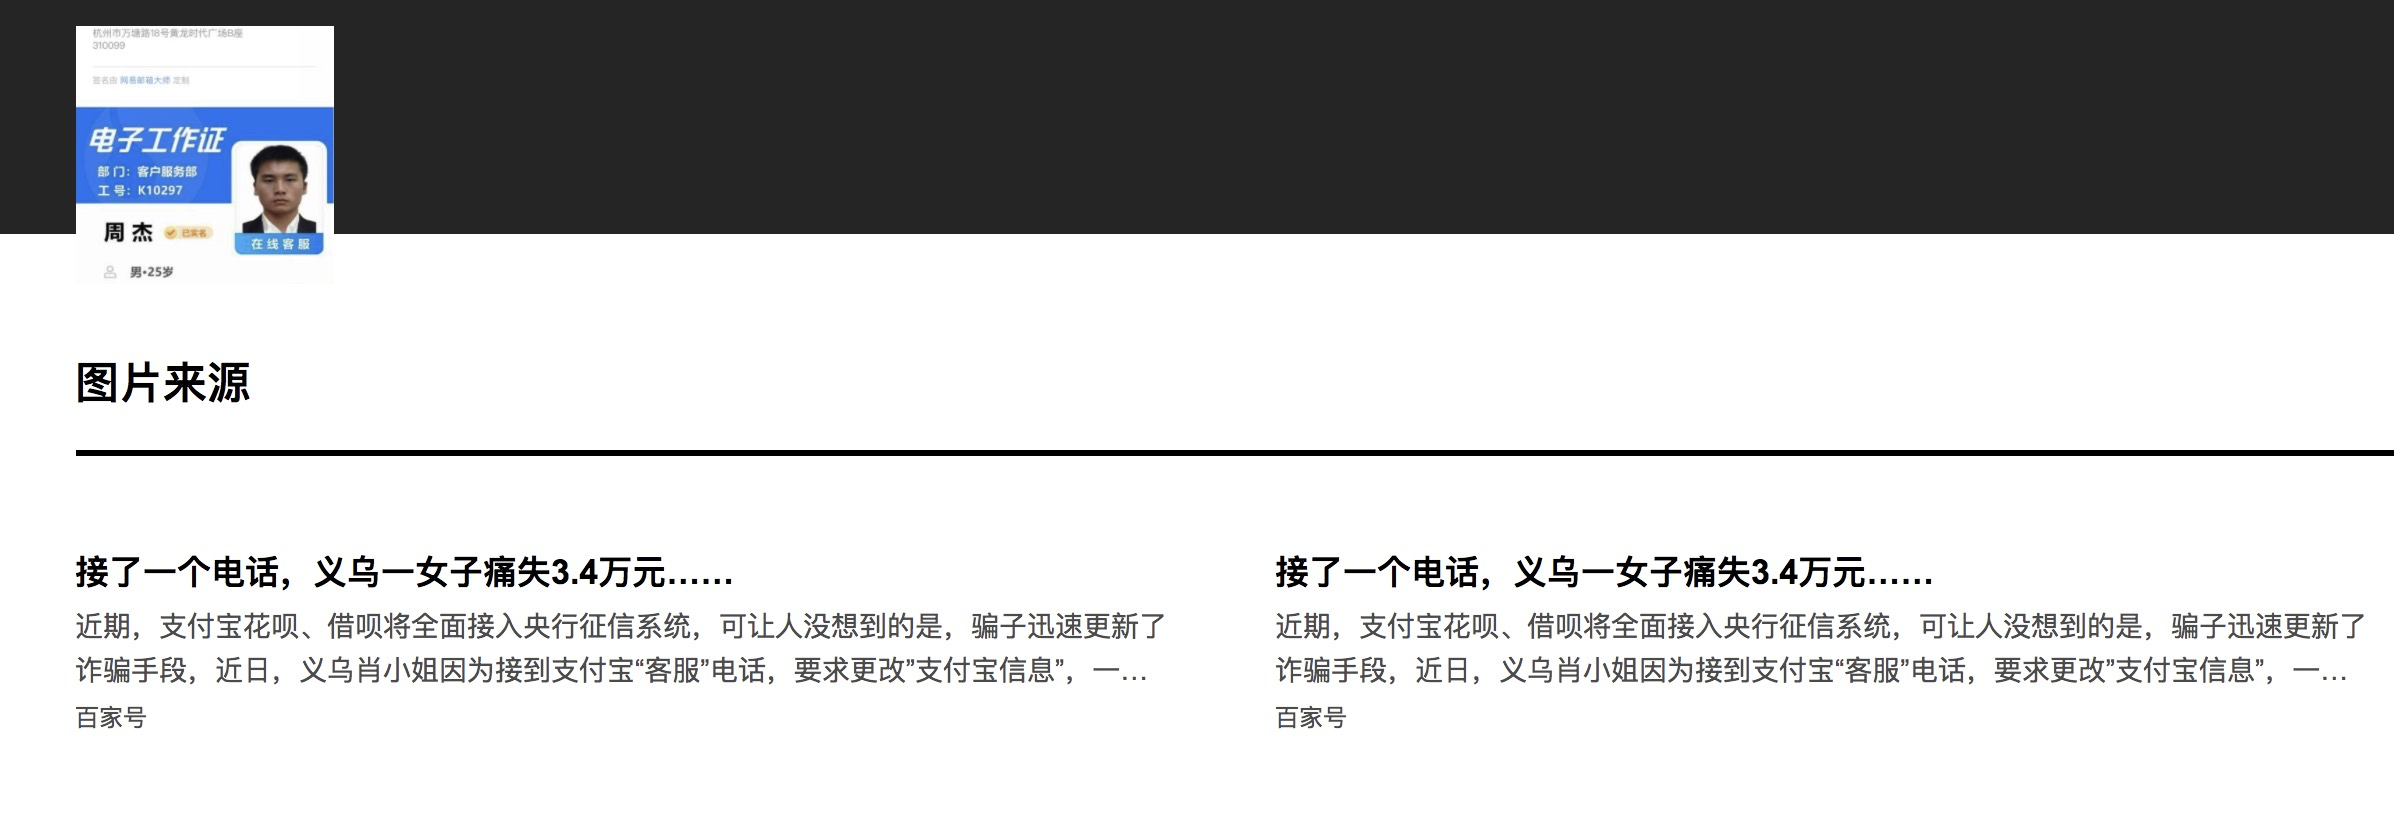 杭州市万塘路18号黄龙时代广场B座
310099
签名由 网易邮箱大师 定制
电子工作证
部 门：客户服务部
工 号：K10297
周 杰 已实名
在线客服
男•25岁
图片来源
接了一个电话，义乌一女子痛失3.4万元……
近期，支付宝花呗、借呗将全面接入央行征信系统，可让人没想到的是，骗子迅速更新了
诈骗手段，近日，义乌肖小姐因为接到支付宝“客服”电话，要求更改”支付宝信息”，一…
百家号
接了一个电话，义乌一女子痛失3.4万元……
近期，支付宝花呗、借呗将全面接入央行征信系统，可让人没想到的是，骗子迅速更新了
诈骗手段，近日，义乌肖小姐因为接到支付宝“客服”电话，要求更改”支付宝信息”，一…
百家号